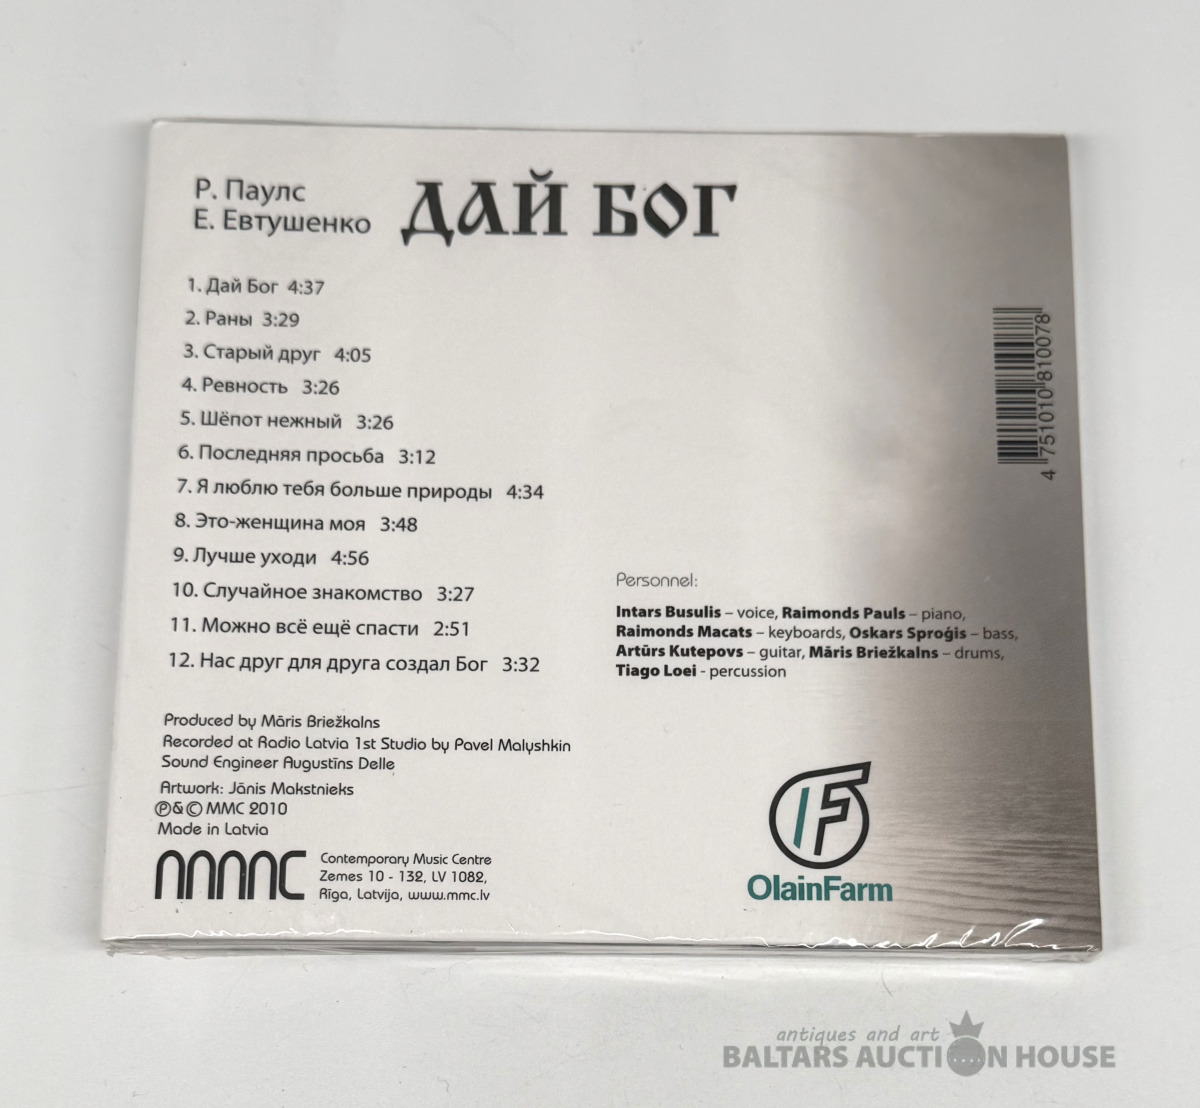 Р. Паулс
Е. Евтушенко
ДАЙ БОГ
1. Дай Бог 4:37
2. Раны 3:29
3. Старый друг 4:05
4. Ревность 3:26
5. Шёпот нежный 3:26
6. Последняя просьба 3:12
7. Я люблю тебя больше природы 4:34
8. Это-женщина моя 3:48
9. Лучше уходи 4:56
10. Случайное знакомство 3:27
11. Можно всё ещё спасти 2:51
12. Нас друг для друга создал Бог 3:32
4 751010 810078
Personnel:
Intars Busulis – voice, Raimonds Pauls – piano,
Raimonds Macats – keyboards, Oskars Sproģis – bass,
Artūrs Kutepovs – guitar, Māris Briežkalns – drums,
Tiago Loei - percussion
Produced by Māris Briežkalns
Recorded at Radio Latvia 1st Studio by Pavel Malyshkin
Sound Engineer Augustīns Delle
Artwork: Jānis Makstnieks
℗&© MMC 2010
Made in Latvia
mmc
Contemporary Music Centre
Zemes 10 - 132, LV 1082,
Rīga, Latvija, www.mmc.lv
OlainFarm
antiques and art
BALTARS AUCTION HOUSE